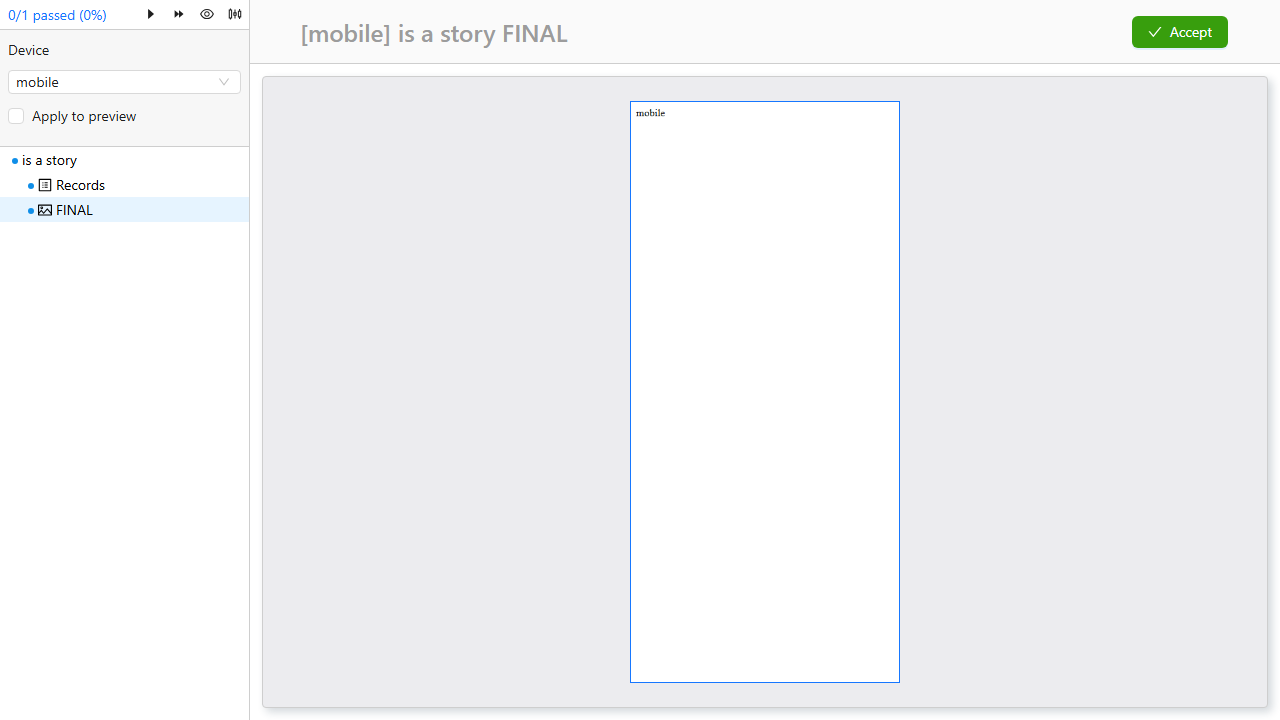 0/1 passed (0%)
Device
mobile
Apply to preview
is a story
Records
FINAL
[mobile] is a story FINAL
Accept
mobile